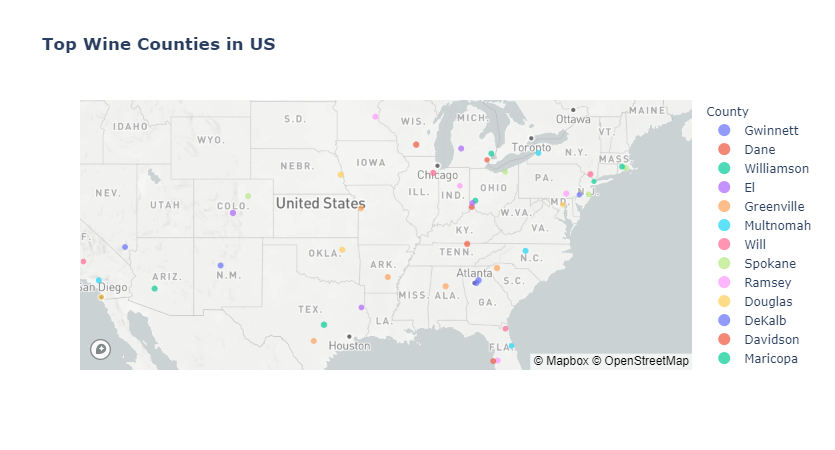 Top Wine Counties in US
County
Gwinnett
Dane
Williamson
El
Greenville
Multnomah
Will
Spokane
Ramsey
Douglas
DeKalb
Davidson
Maricopa
MAINE
Ottawa
IDAHO
S.D.
WIS.
MICH.
VT.
WYO.
Toronto
N.Y.
MASS.
IOWA
NEBR.
Chicago
PA.
NEV.
UTAH
COLO.
United States
ILL.
IND.
OHIO
N.J.
MD.
W.VA.
VA.
KY.
OKLA.
TENN.
N.C.
ARIZ.
N.M.
ARK.
Atlanta
S.C.
San Diego
MISS.
ALA.
GA.
TEX.
LA.
Houston
FLA.
© Mapbox © OpenStreetMap